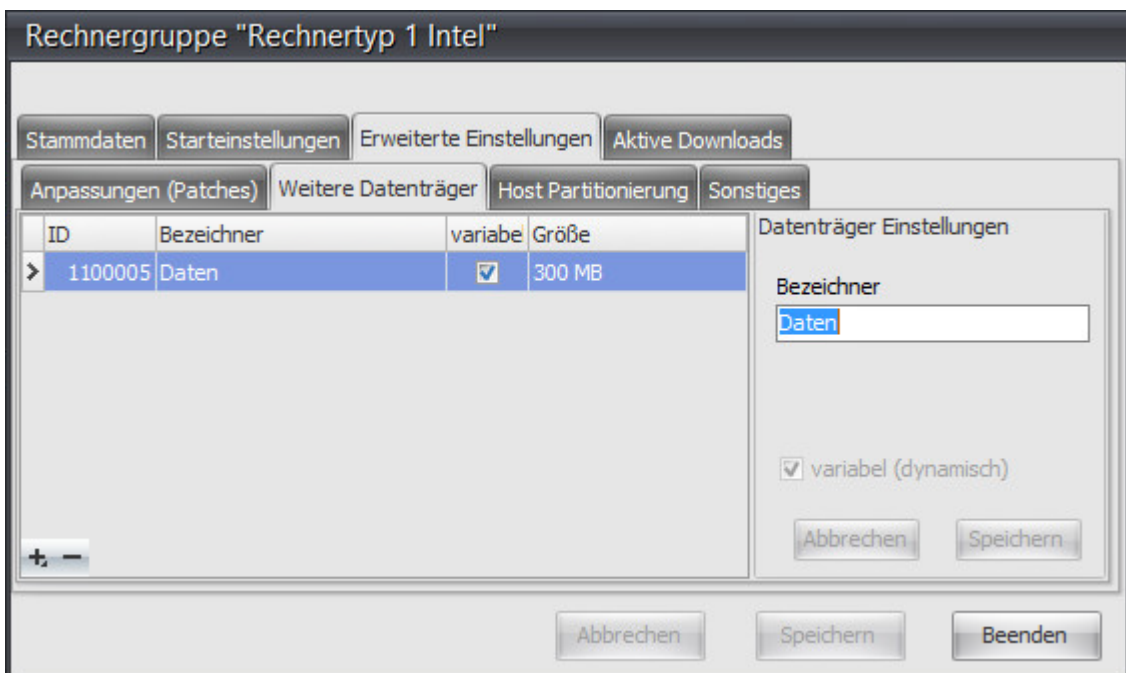 Rechnergruppe "Rechnertyp 1 Intel"
Stammdaten Starteinstellungen Erweiterte Einstellungen Aktive Downloads
Anpassungen (Patches) Weitere Datenträger Host Partitionierung Sonstiges
ID Bezeichner variabe Größe
1100005 Daten 300 MB
Datenträger Einstellungen
Bezeichner
Daten
variabel (dynamisch)
Abbrechen Speichern
Abbrechen Speichern Beenden